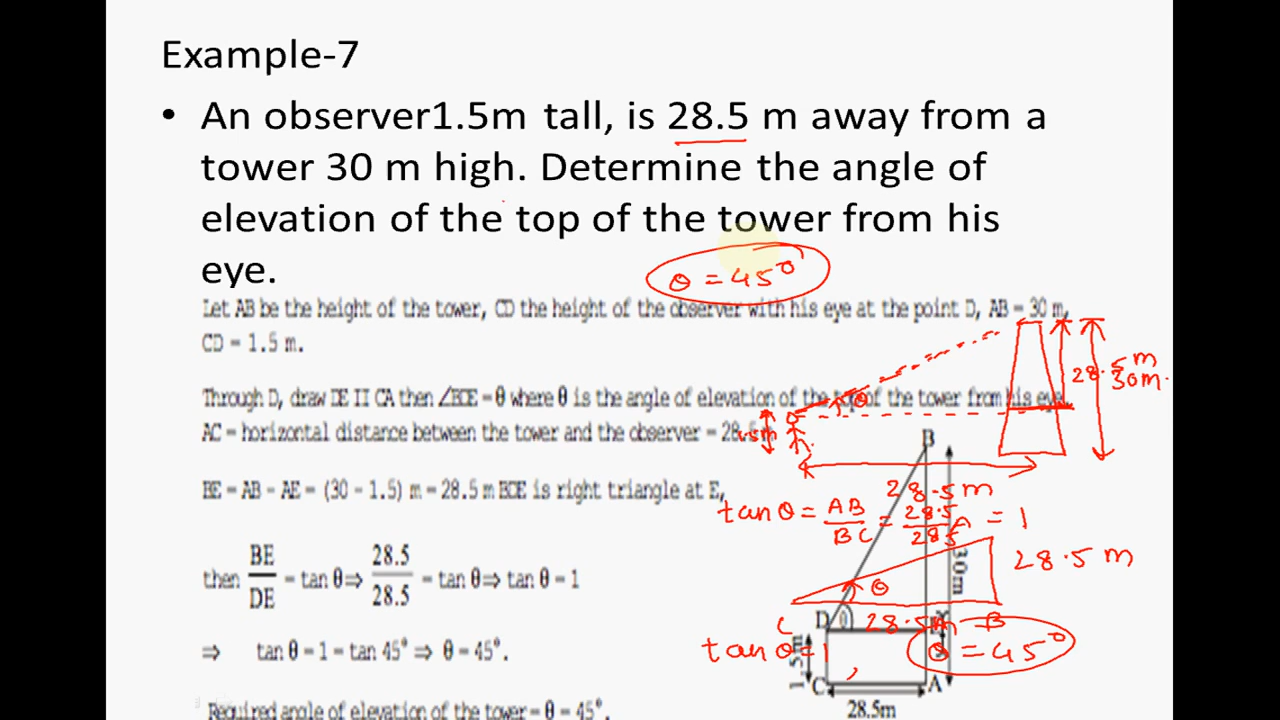 Example-7
• An observer1.5m tall, is 28.5 m away from a
tower 30 m high. Determine the angle of
elevation of the top of the tower from his
eye.
θ = 45°
Let AB be the height of the tower, CD the height of the observer with his eye at the point D, AB = 30 m,
CD = 1.5 m.
28.5 m
30m.
Through D, draw DE II CA then ∠BDE = θ where θ is the angle of elevation of the top of the tower from his eye.
θ
AC = horizontal distance between the tower and the observer = 28.5m
B
28.5m
BE = AB - AE = (30 - 1.5) m = 28.5 m BDE is right triangle at E,
tan θ = AB/BC = 28.5/28.5 = 1
A
then BE/DE = tan θ ⇒ 28.5/28.5 = tan θ ⇒ tan θ = 1
28.5 m
30m
θ
C 28.5m B
D θ
⇒ tan θ = 1 = tan 45° ⇒ θ = 45°.
tan θ = 1, θ = 45°
1.5m
C A
28.5m
Required angle of elevation of the tower = θ = 45°.